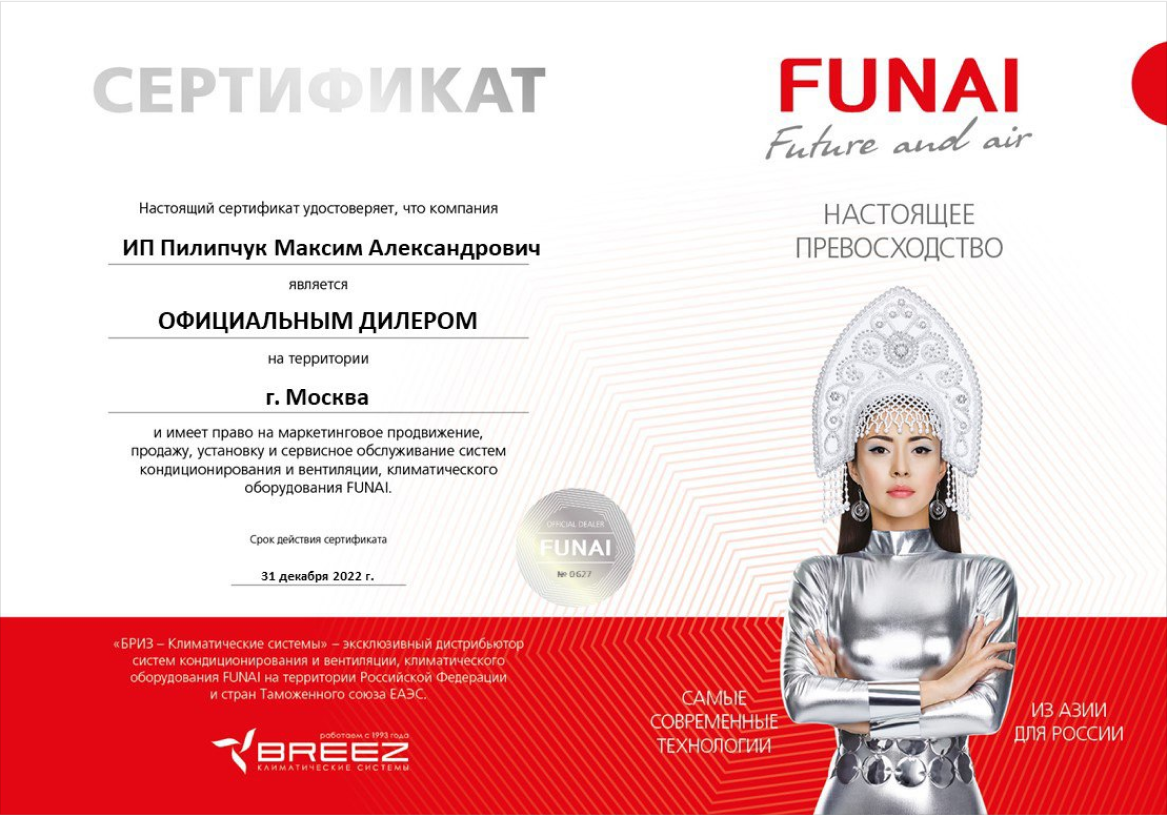 СЕРТИФИКАТ
FUNAI
Future and air
НАСТОЯЩЕЕ
ПРЕВОСХОДСТВО
Настоящий сертификат удостоверяет, что компания
ИП Пилипчук Максим Александрович
является
ОФИЦИАЛЬНЫМ ДИЛЕРОМ
на территории
г. Москва
и имеет право на маркетинговое продвижение,
продажу, установку и сервисное обслуживание систем
кондиционирования и вентиляции, климатического
оборудования FUNAI.
Срок действия сертификата
31 декабря 2022 г.
OFFICIAL DEALER
FUNAI
№ 0627
«БРИЗ – Климатические системы» – эксклюзивный дистрибьютор
систем кондиционирования и вентиляции, климатического
оборудования FUNAI на территории Российской Федерации
и стран Таможенного союза ЕАЭС.
работаем с 1993 года
BREEZ
КЛИМАТИЧЕСКИЕ СИСТЕМЫ
САМЫЕ
СОВРЕМЕННЫЕ
ТЕХНОЛОГИИ
ИЗ АЗИИ
ДЛЯ РОССИИ